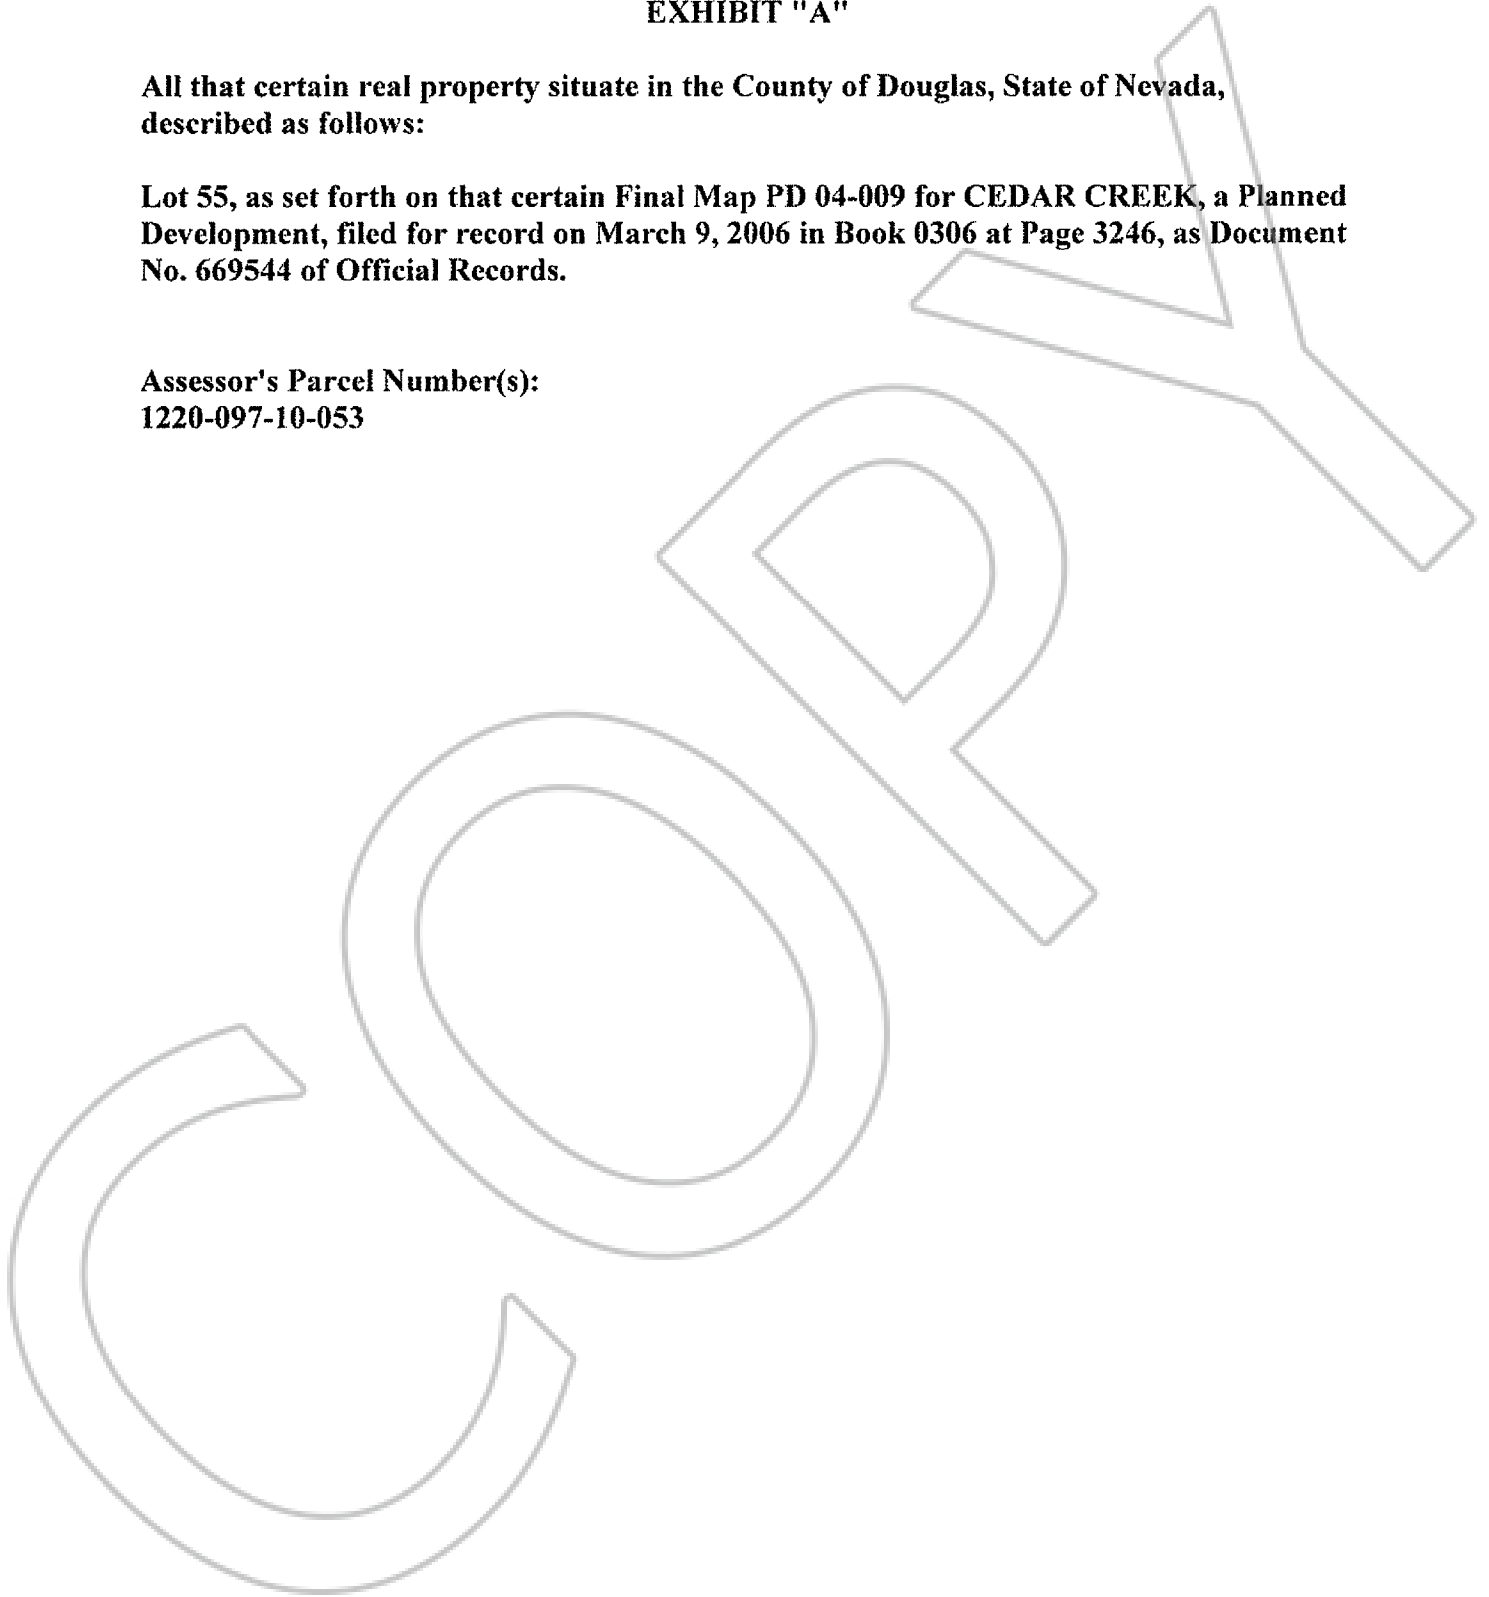 EXHIBIT "A"
All that certain real property situate in the County of Douglas, State of Nevada,
described as follows:
Lot 55, as set forth on that certain Final Map PD 04-009 for CEDAR CREEK, a Planned
Development, filed for record on March 9, 2006 in Book 0306 at Page 3246, as Document
No. 669544 of Official Records.
Assessor's Parcel Number(s):
1220-097-10-053
COPY